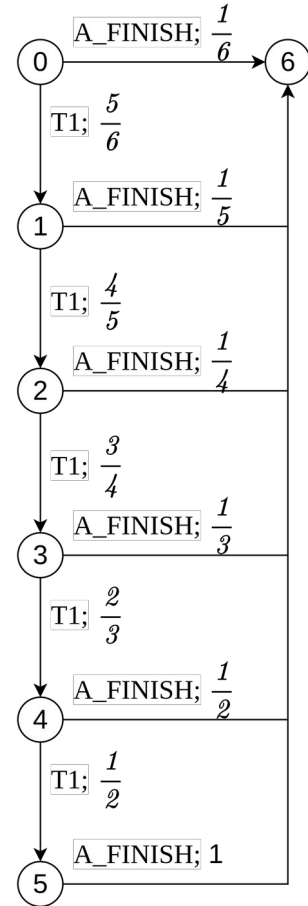 A_FINISH; 1/6
0
6
T1; 5/6
A_FINISH; 1/5
1
T1; 4/5
A_FINISH; 1/4
2
T1; 3/4
A_FINISH; 1/3
3
T1; 2/3
A_FINISH; 1/2
4
T1; 1/2
A_FINISH; 1
5